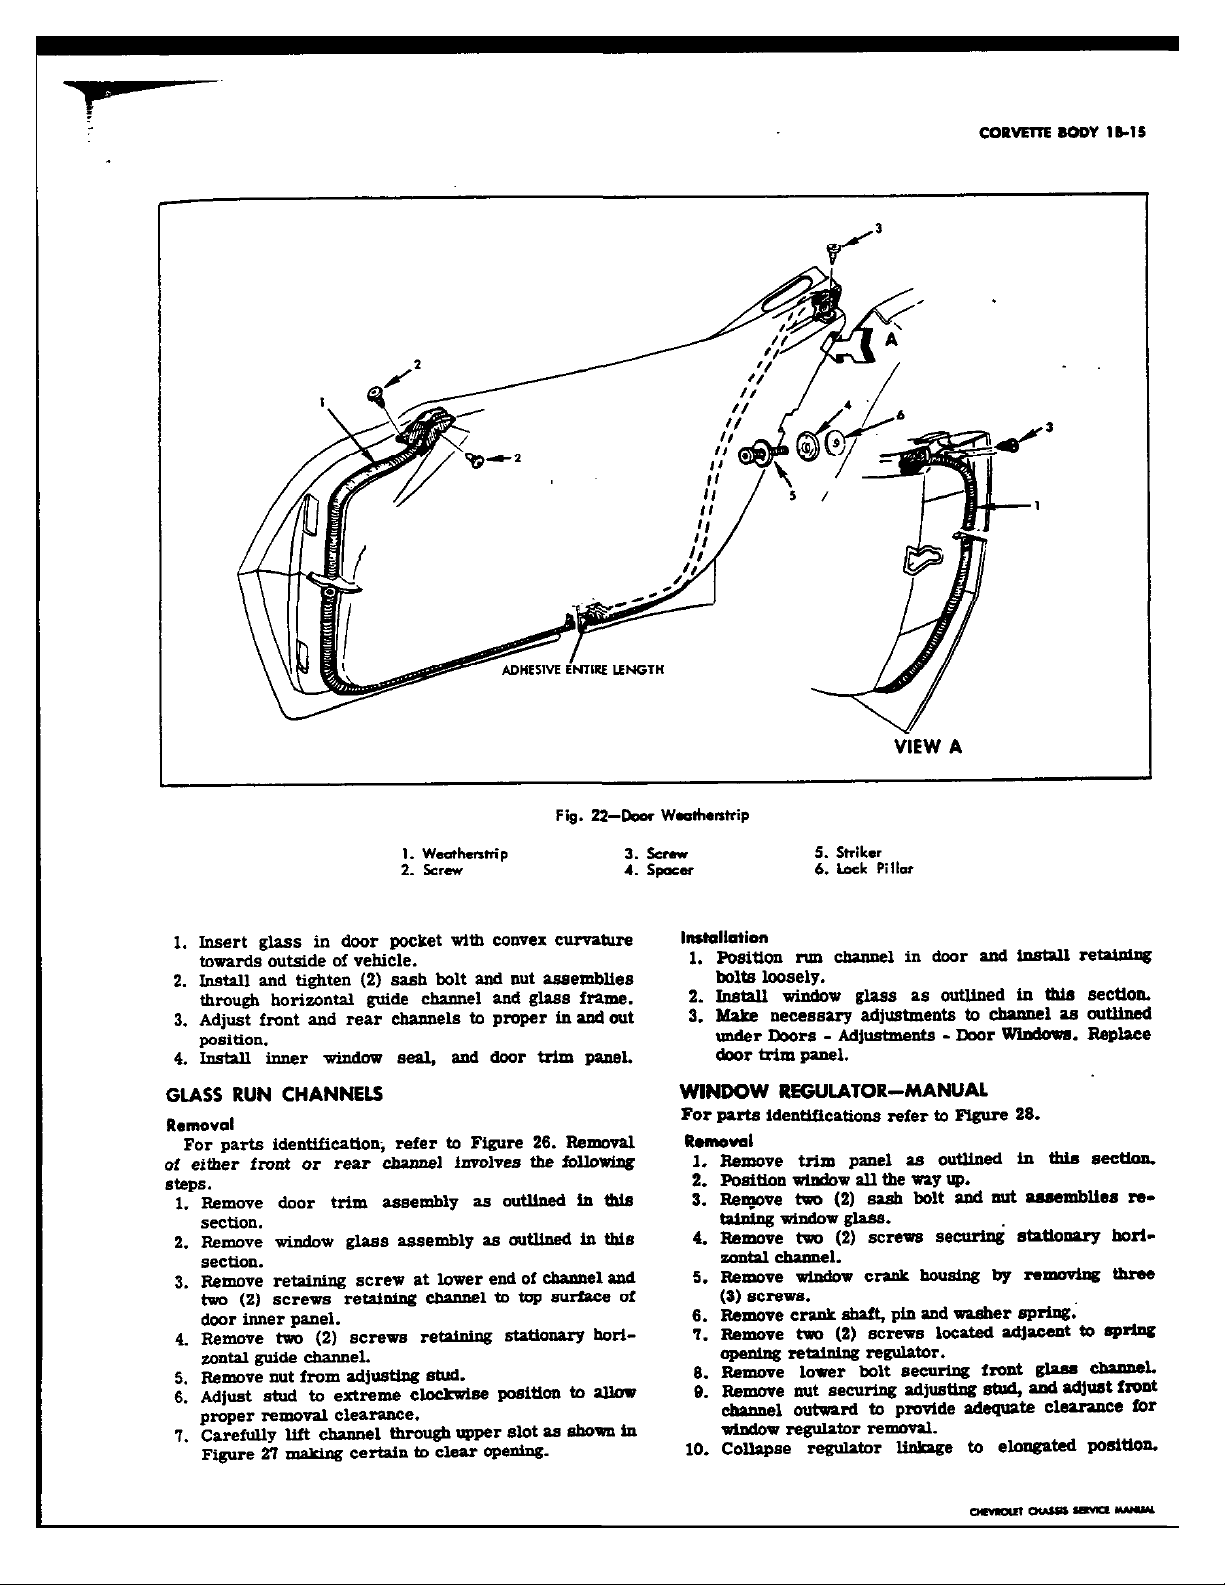 CORVETTE BODY 1B-15
3
A
2
1
4
6
3
2
5
1
ADHESIVE ENTIRE LENGTH
VIEW A
Fig. 22—Door Weatherstrip
1. Weatherstrip
2. Screw
3. Screw
4. Spacer
5. Striker
6. Lock Pillar
1. Insert glass in door pocket with convex curvature
towards outside of vehicle.
2. Install and tighten (2) sash bolt and nut assemblies
through horizontal guide channel and glass frame.
3. Adjust front and rear channels to proper in and out
position.
4. Install inner window seal, and door trim panel.
GLASS RUN CHANNELS
Removal
For parts identification, refer to Figure 26. Removal
of either front or rear channel involves the following
steps.
1. Remove door trim assembly as outlined in this
section.
2. Remove window glass assembly as outlined in this
section.
3. Remove retaining screw at lower end of channel and
two (2) screws retaining channel to top surface of
door inner panel.
4. Remove two (2) screws retaining stationary hori-
zontal guide channel.
5. Remove nut from adjusting stud.
6. Adjust stud to extreme clockwise position to allow
proper removal clearance.
7. Carefully lift channel through upper slot as shown in
Figure 27 making certain to clear opening.
Installation
1. Position run channel in door and install retaining
bolts loosely.
2. Install window glass as outlined in this section.
3. Make necessary adjustments to channel as outlined
under Doors - Adjustments - Door Windows. Replace
door trim panel.
WINDOW REGULATOR—MANUAL
For parts identifications refer to Figure 28.
Removal
1. Remove trim panel as outlined in this section.
2. Position window all the way up.
3. Remove two (2) sash bolt and nut assemblies re-
taining window glass.
4. Remove two (2) screws securing stationary hori-
zontal channel.
5. Remove window crank housing by removing three
(3) screws.
6. Remove crank shaft, pin and washer spring.
7. Remove two (2) screws located adjacent to spring
opening retaining regulator.
8. Remove lower bolt securing front glass channel.
9. Remove nut securing adjusting stud, and adjust front
channel outward to provide adequate clearance for
window regulator removal.
10. Collapse regulator linkage to elongated position.
CHEVROLET CHASSIS SERVICE MANUAL